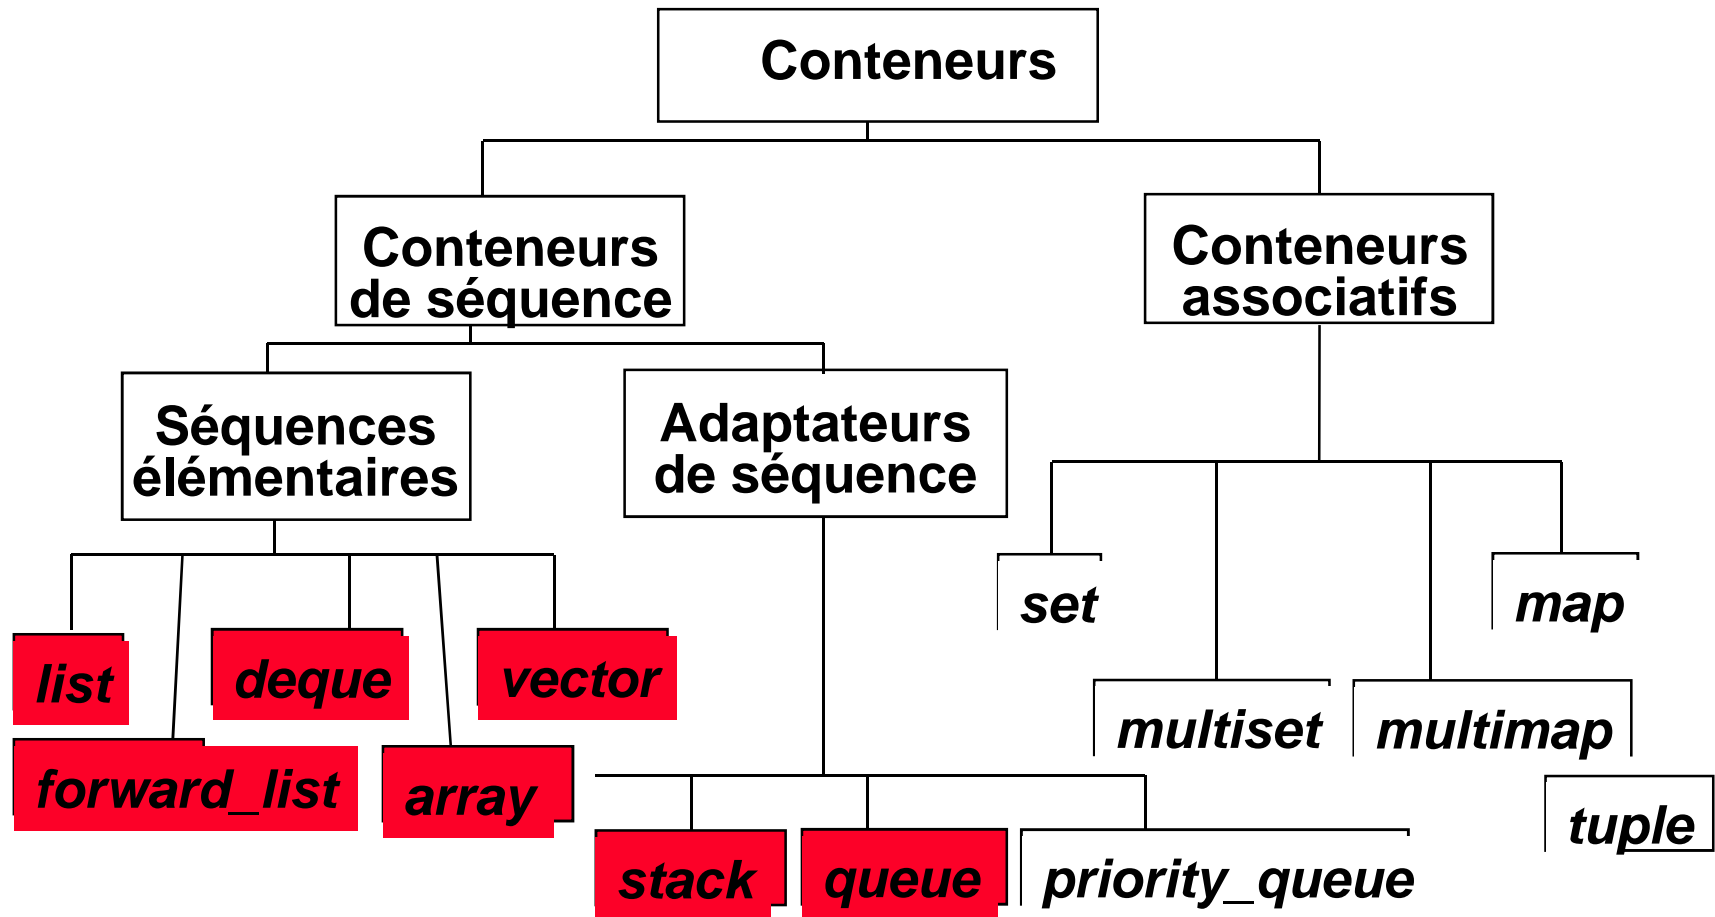 Conteneurs
Conteneurs
de séquence
Conteneurs
associatifs
Séquences
élémentaires
Adaptateurs
de séquence
set
map
list
deque
vector
multiset
multimap
forward_list
array
tuple
stack
queue
priority_queue